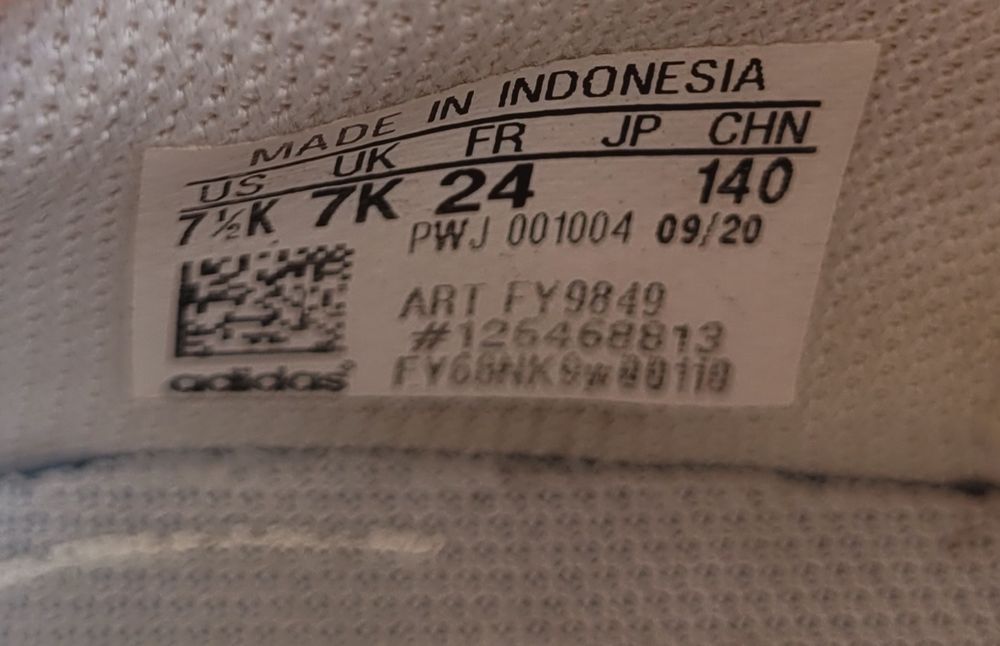 MADE IN INDONESIA
US UK FR JP CHN
7½K 7K 24 140
PWJ 001004 09/20
ART FY9849
#126468813
adidas